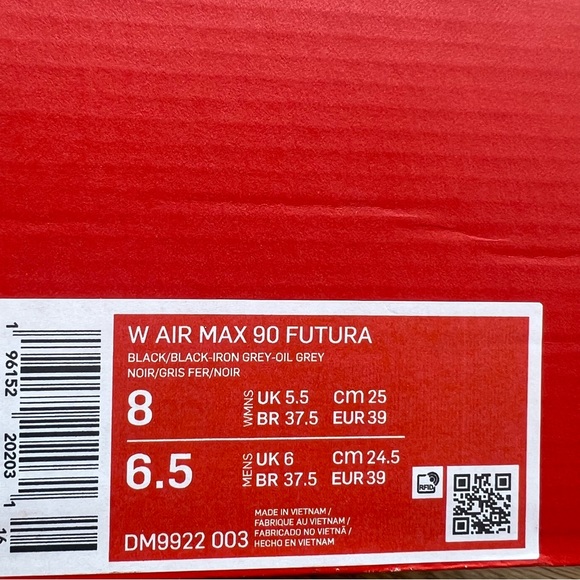 W AIR MAX 90 FUTURA
BLACK/BLACK-IRON GREY-OIL GREY
NOIR/GRIS FER/NOIR
8 WMNS UK 5.5 cm 25
BR 37.5 EUR 39
6.5 MENS UK 6 cm 24.5
BR 37.5 EUR 39
RFID
MADE IN VIETNAM /
FABRIQUE AU VIETNAM /
FABRICADO NO VIETNÃ /
HECHO EN VIETNAM
DM9922 003
1 96152 20203 1
16